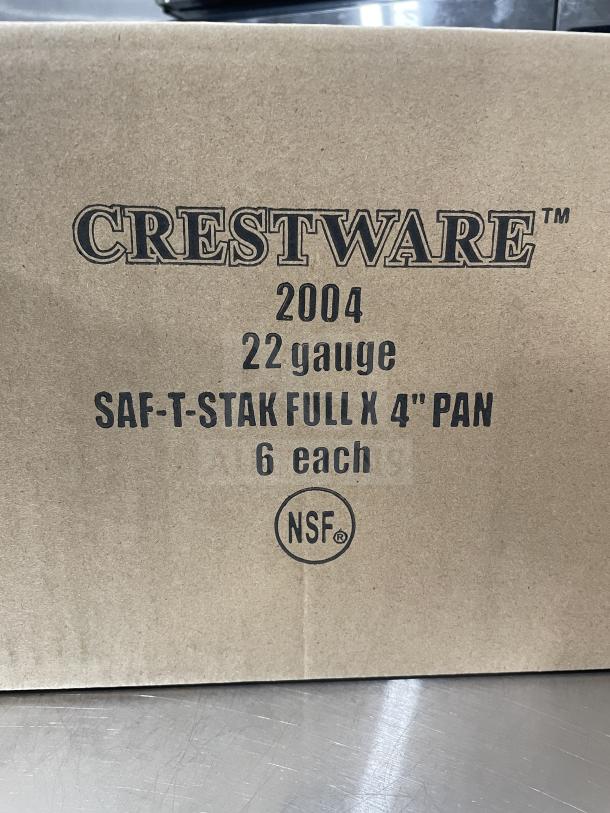 CRESTWARE™
2004
22 gauge
SAF-T-STAK FULL X 4" PAN
6 each
NSF®